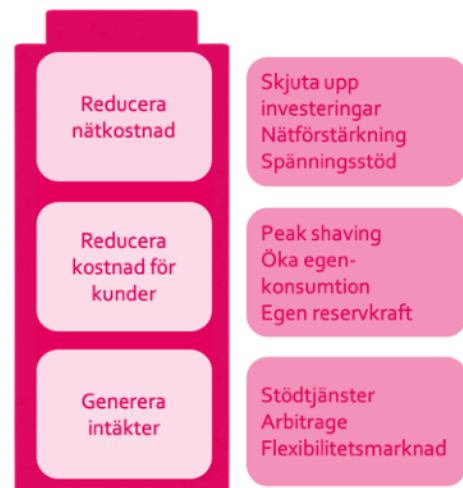 Reducera
nätkostnad
Skjuta upp
investeringar
Nätförstärkning
Spänningsstöd
Reducera
kostnad för
kunder
Peak shaving
Öka egen-
konsumtion
Egen reservkraft
Generera
intäkter
Stödtjänster
Arbitrage
Flexibilitetsmarknad